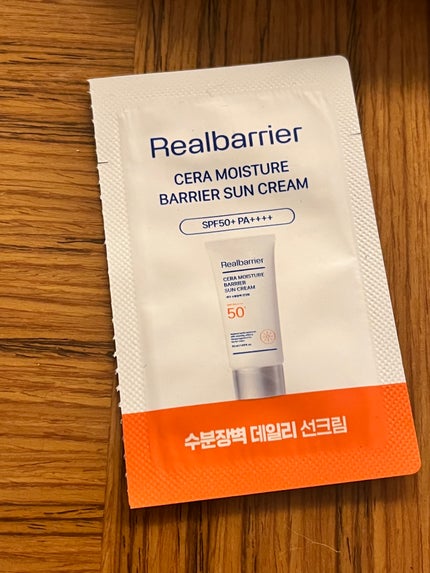 Realbarrier
CERA MOISTURE
BARRIER SUN CREAM
SPF50+ PA++++
Realbarrier
CERA MOISTURE
BARRIER
SUN CREAM
50+
수분장벽 데일리 선크림